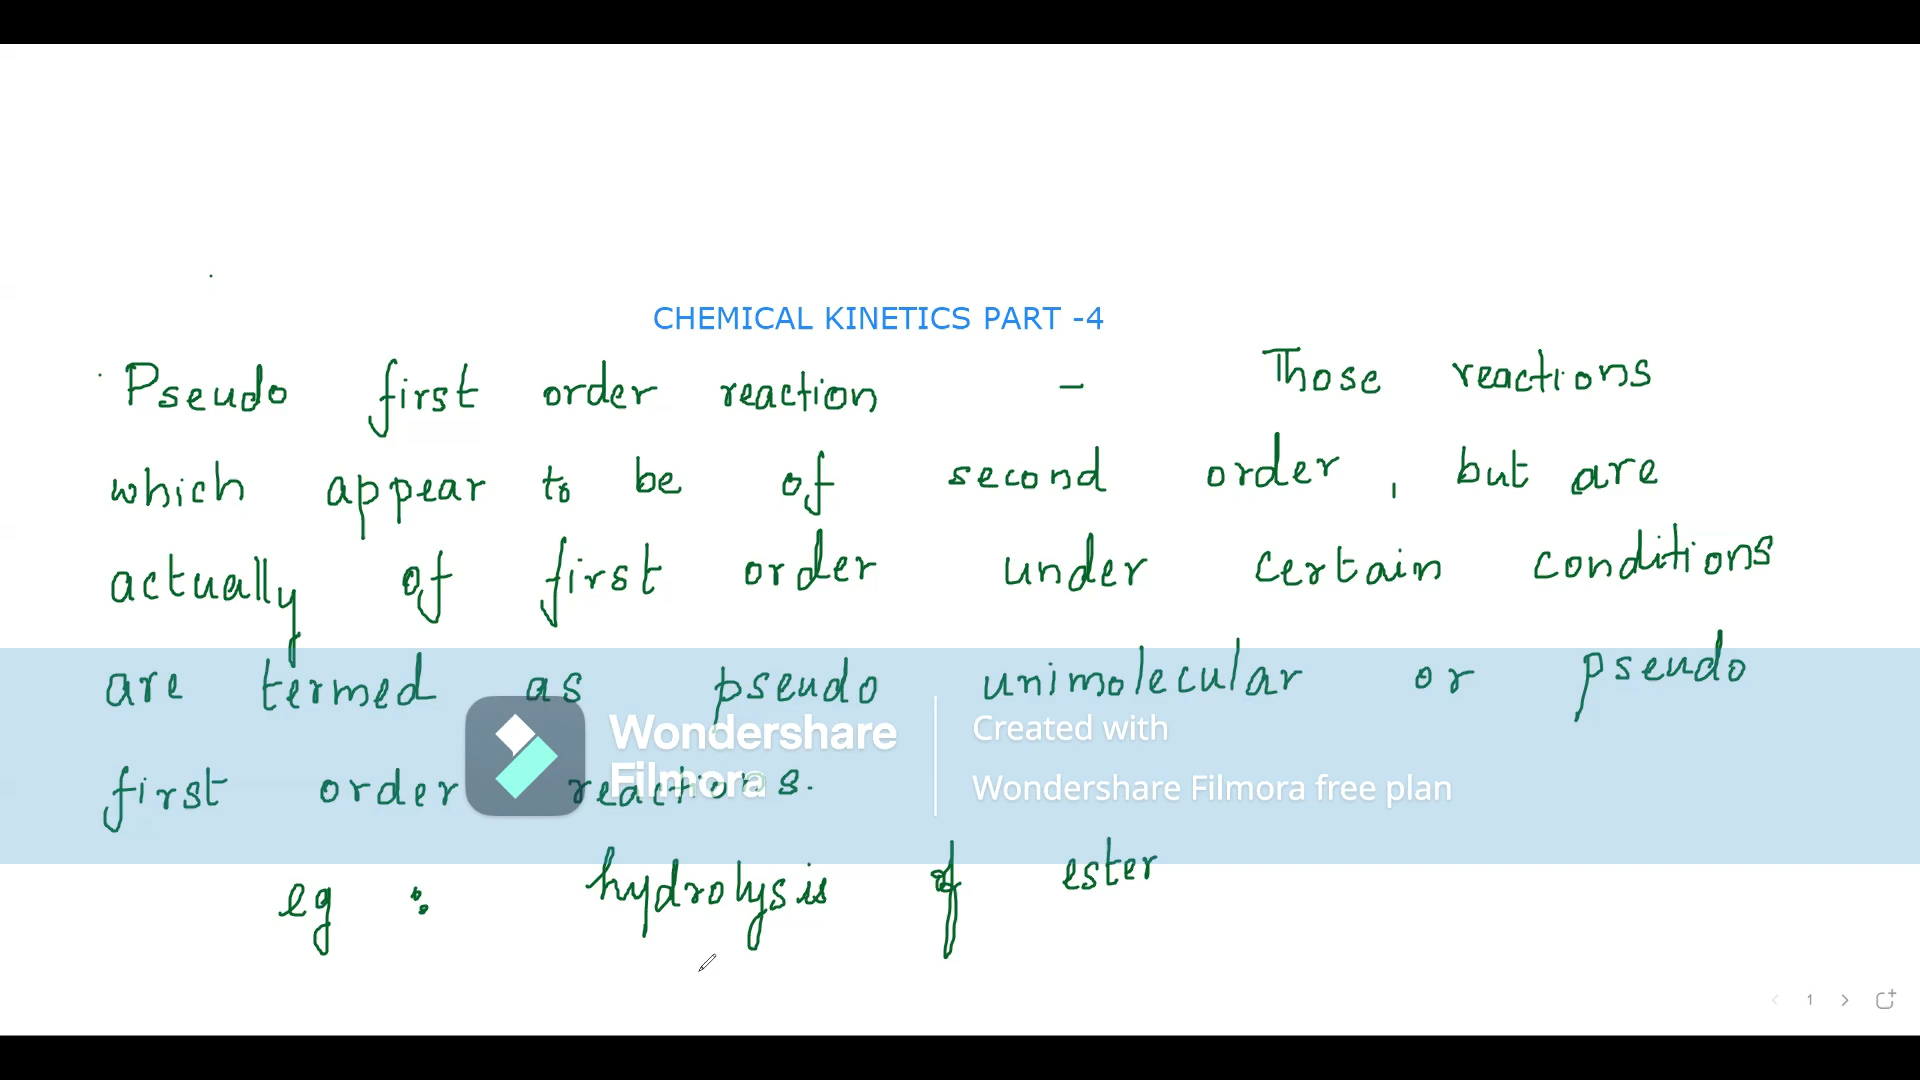 CHEMICAL KINETICS PART -4
Pseudo first order reaction - Those reactions
which appear to be of second order, but are
actually of first order under certain conditions
are termed as pseudo unimolecular or pseudo
first order reactions.
Wondershare
Filmora
Created with
Wondershare Filmora free plan
eg : hydrolysis of ester
1